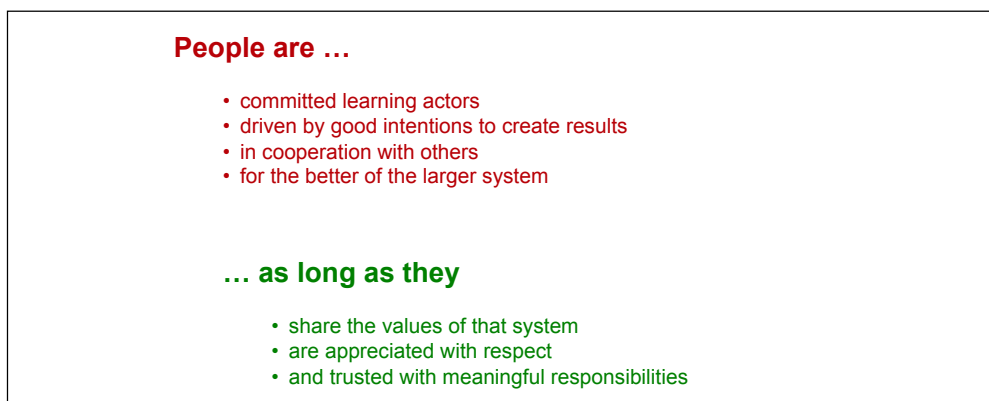 People are …
• committed learning actors
• driven by good intentions to create results
• in cooperation with others
• for the better of the larger system
… as long as they
• share the values of that system
• are appreciated with respect
• and trusted with meaningful responsibilities